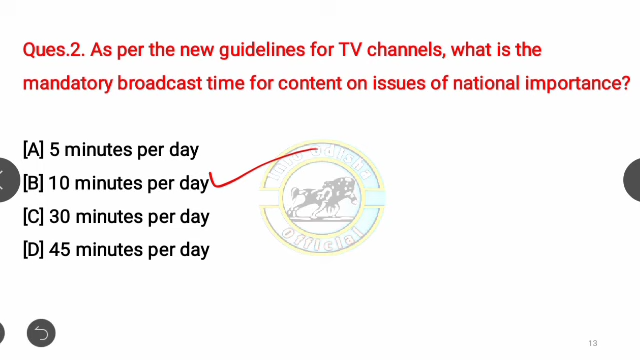 Ques.2. As per the new guidelines for TV channels, what is the
mandatory broadcast time for content on issues of national importance?
[A] 5 minutes per day
[B] 10 minutes per day
[C] 30 minutes per day
[D] 45 minutes per day
Official
13